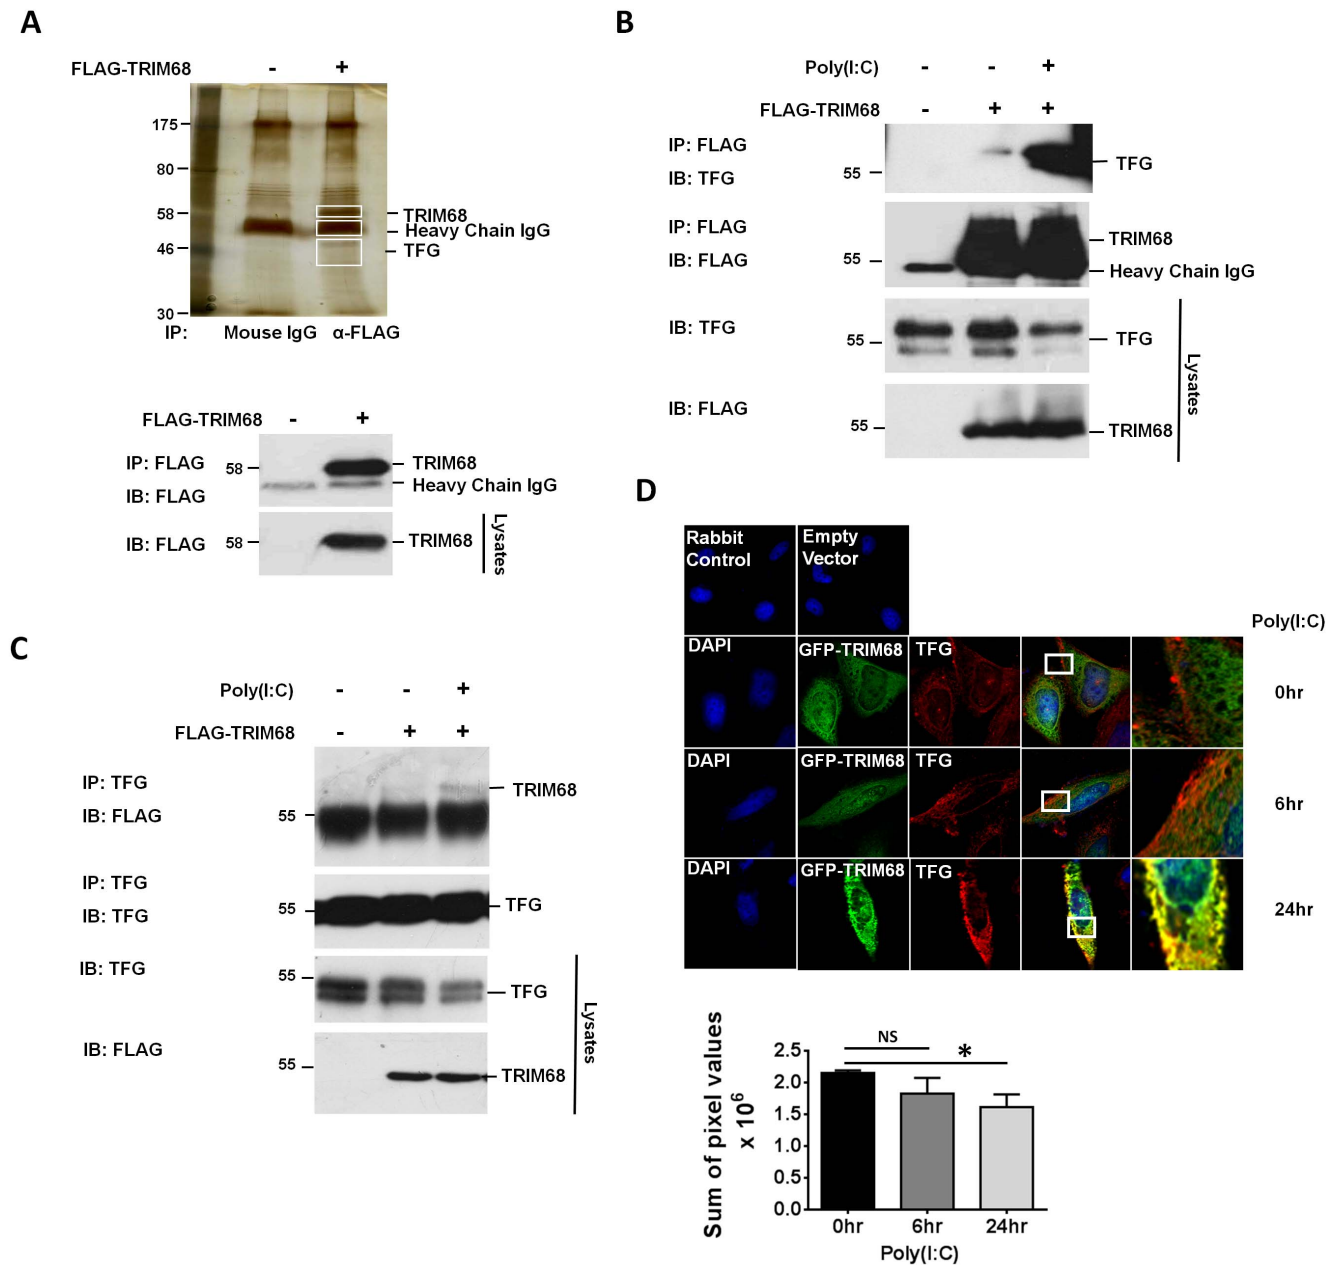 A
FLAG-TRIM68 - +
175
80
58
46
30
TRIM68
Heavy Chain IgG
TFG
IP: Mouse IgG α-FLAG
FLAG-TRIM68 - +
IP: FLAG
IB: FLAG
58
TRIM68
Heavy Chain IgG
IB: FLAG
58
TRIM68
Lysates
B
Poly(I:C) - - +
FLAG-TRIM68 - + +
IP: FLAG
IB: TFG
55
TFG
IP: FLAG
IB: FLAG
55
TRIM68
Heavy Chain IgG
IB: TFG
55
TFG
IB: FLAG
55
TRIM68
Lysates
C
Poly(I:C) - - +
FLAG-TRIM68 - + +
IP: TFG
IB: FLAG
55
TRIM68
IP: TFG
IB: TFG
55
TFG
IB: TFG
55
TFG
IB: FLAG
55
TRIM68
Lysates
D
Rabbit
Control
Empty
Vector
Poly(I:C)
DAPI GFP-TRIM68 TFG
0hr
DAPI GFP-TRIM68 TFG
6hr
DAPI GFP-TRIM68 TFG
24hr
Sum of pixel values
x 10⁶
2.5
2.0
1.5
1.0
0.5
0.0
NS
*
0hr 6hr 24hr
Poly(I:C)